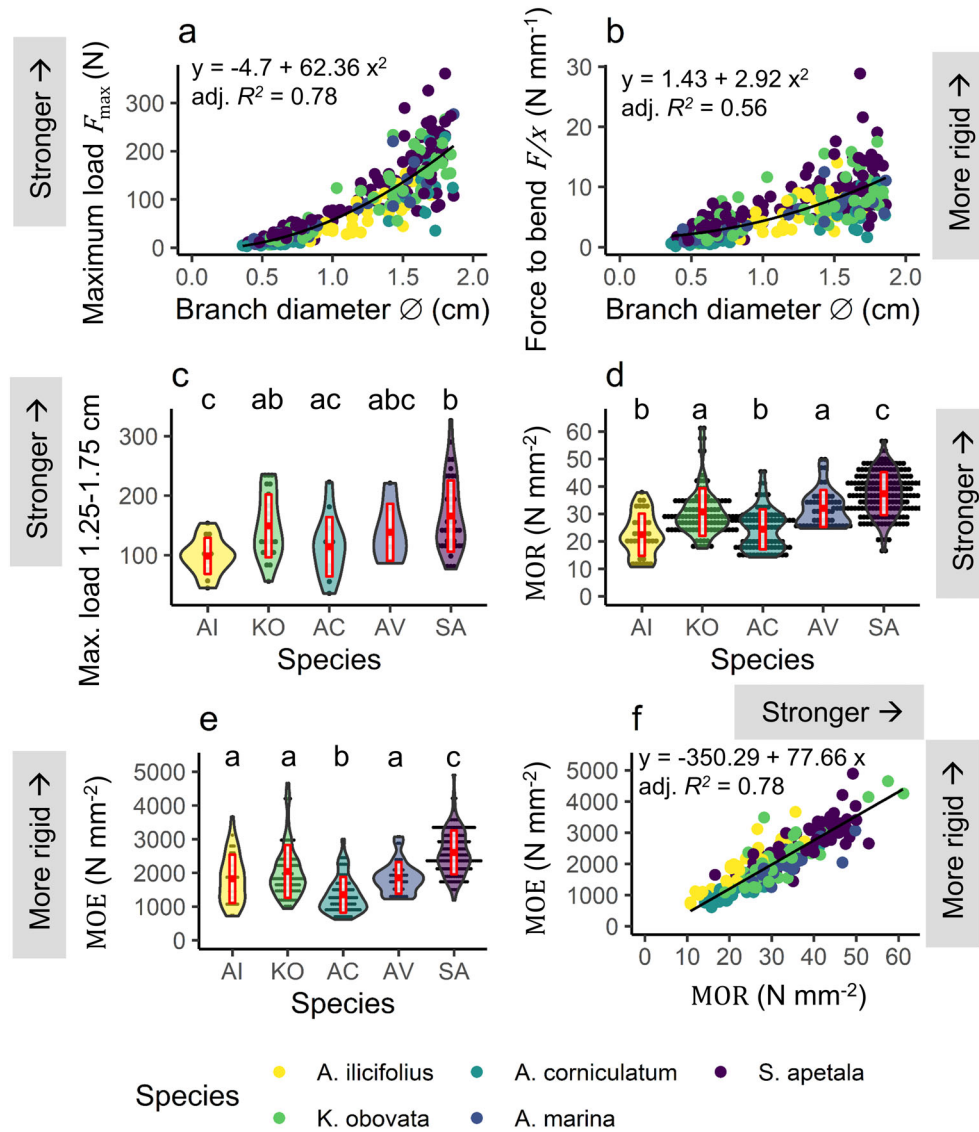 a
Stronger →
Maximum load Fmax (N)
y = -4.7 + 62.36 x²
adj. R² = 0.78
300
200
100
0
0.0 0.5 1.0 1.5 2.0
Branch diameter ∅ (cm)
b
Force to bend F/x (N mm⁻¹)
y = 1.43 + 2.92 x²
adj. R² = 0.56
30
20
10
0
0.0 0.5 1.0 1.5 2.0
Branch diameter ∅ (cm)
More rigid →
c
Stronger →
Max. load 1.25-1.75 cm
c ab ac abc b
300
200
100
AI KO AC AV SA
Species
d
MOR (N mm⁻²)
b a b a c
60
50
40
30
20
10
0
AI KO AC AV SA
Species
Stronger →
e
More rigid →
MOE (N mm⁻²)
a a b a c
5000
4000
3000
2000
1000
0
AI KO AC AV SA
Species
f
Stronger →
MOE (N mm⁻²)
y = -350.29 + 77.66 x
adj. R² = 0.78
5000
4000
3000
2000
1000
0
0 10 20 30 40 50 60
MOR (N mm⁻²)
More rigid →
Species
A. ilicifolius A. corniculatum S. apetala
K. obovata A. marina